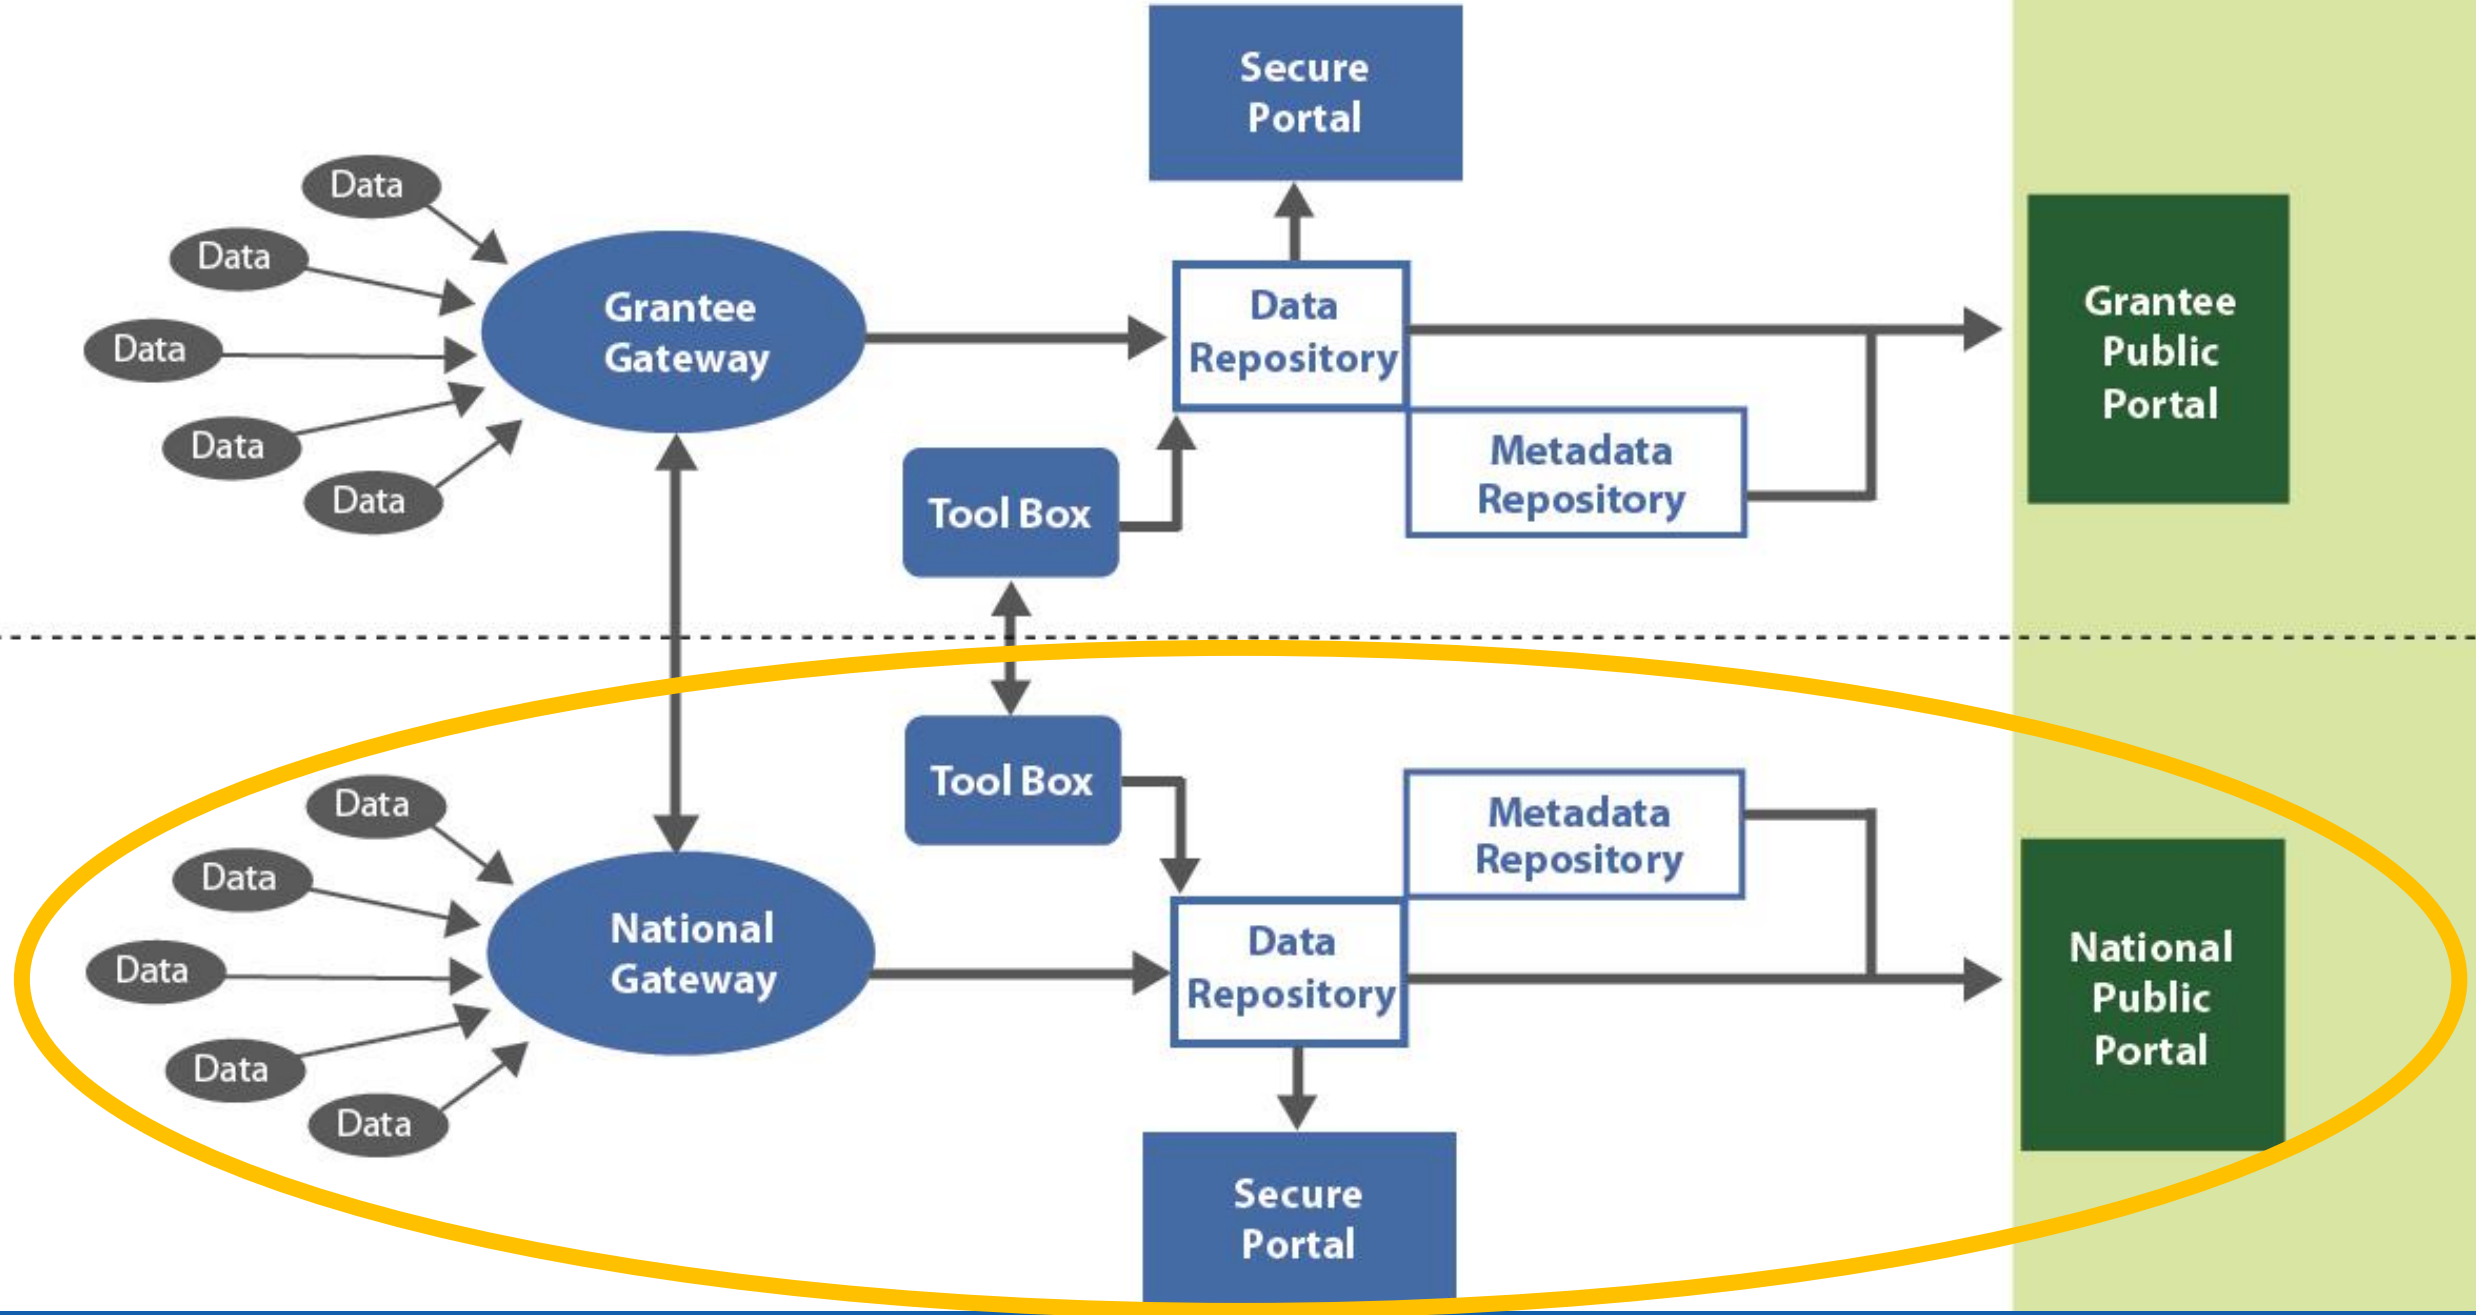 Secure
Portal
Data
Data
Data
Data
Data
Grantee
Gateway
Data
Repository
Metadata
Repository
Tool Box
Grantee
Public
Portal
Tool Box
Data
Data
Data
Data
Data
National
Gateway
Metadata
Repository
Data
Repository
National
Public
Portal
Secure
Portal